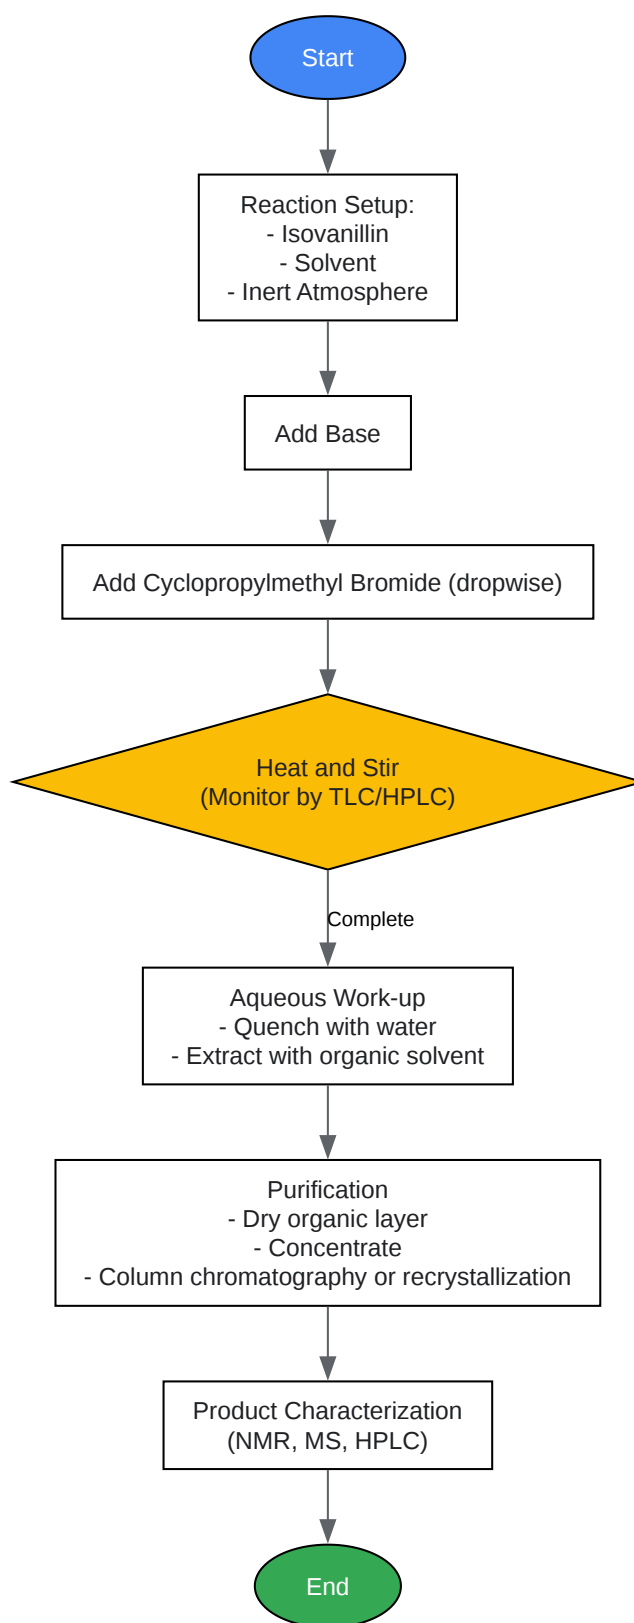 Start
Reaction Setup:
- Isovanillin
- Solvent
- Inert Atmosphere
Add Base
Add Cyclopropylmethyl Bromide (dropwise)
Heat and Stir
(Monitor by TLC/HPLC)
Complete
Aqueous Work-up
- Quench with water
- Extract with organic solvent
Purification
- Dry organic layer
- Concentrate
- Column chromatography or recrystallization
Product Characterization
(NMR, MS, HPLC)
End